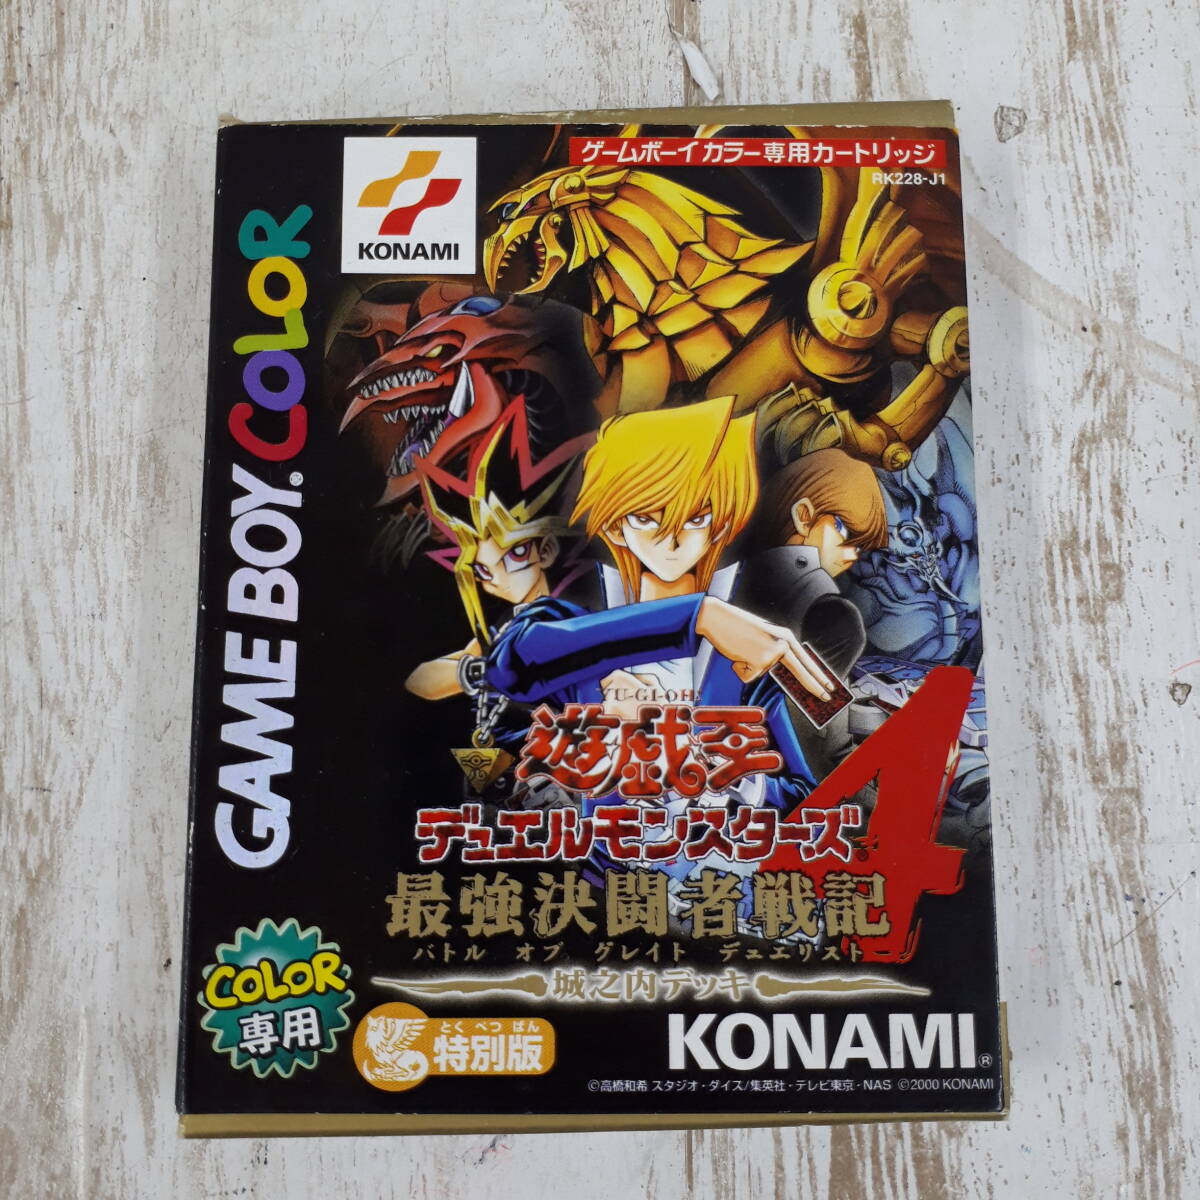 KONAMI
ゲームボーイカラー専用カートリッジ
RK228-J1
GAME BOY COLOR
YU-GI-OH!
遊戯王
デュエルモンスターズ®
4
最強決闘者戦記
バトル オブ グレイト デュエリスト
城之内デッキ
COLOR
専用
とくべつばん
特別版
KONAMI®
©高橋和希 スタジオ・ダイス/集英社・テレビ東京・NAS ©2000 KONAMI